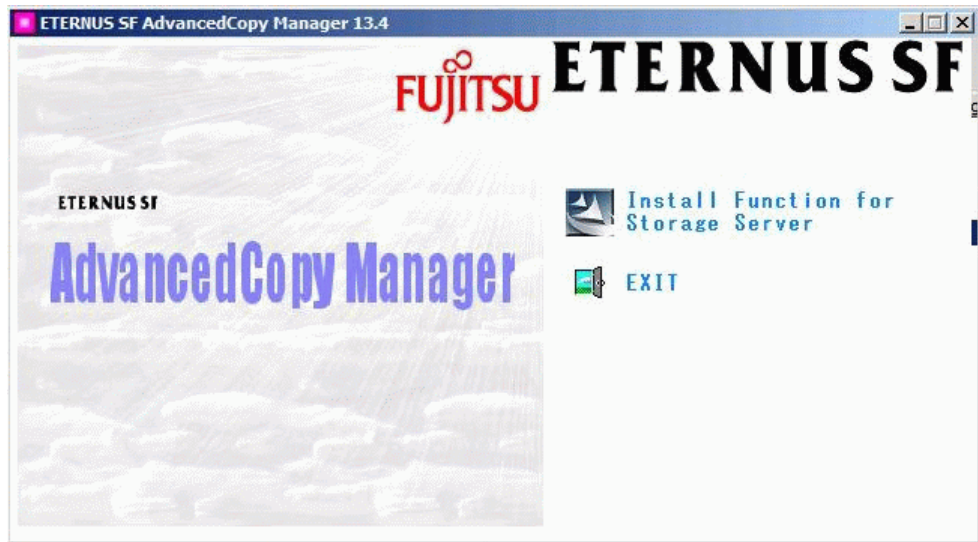 ETERNUS SF AdvancedCopy Manager 13.4
FUJITSU
ETERNUS SF
ETERNUS SF
AdvancedCopy Manager
Install Function for
Storage Server
EXIT